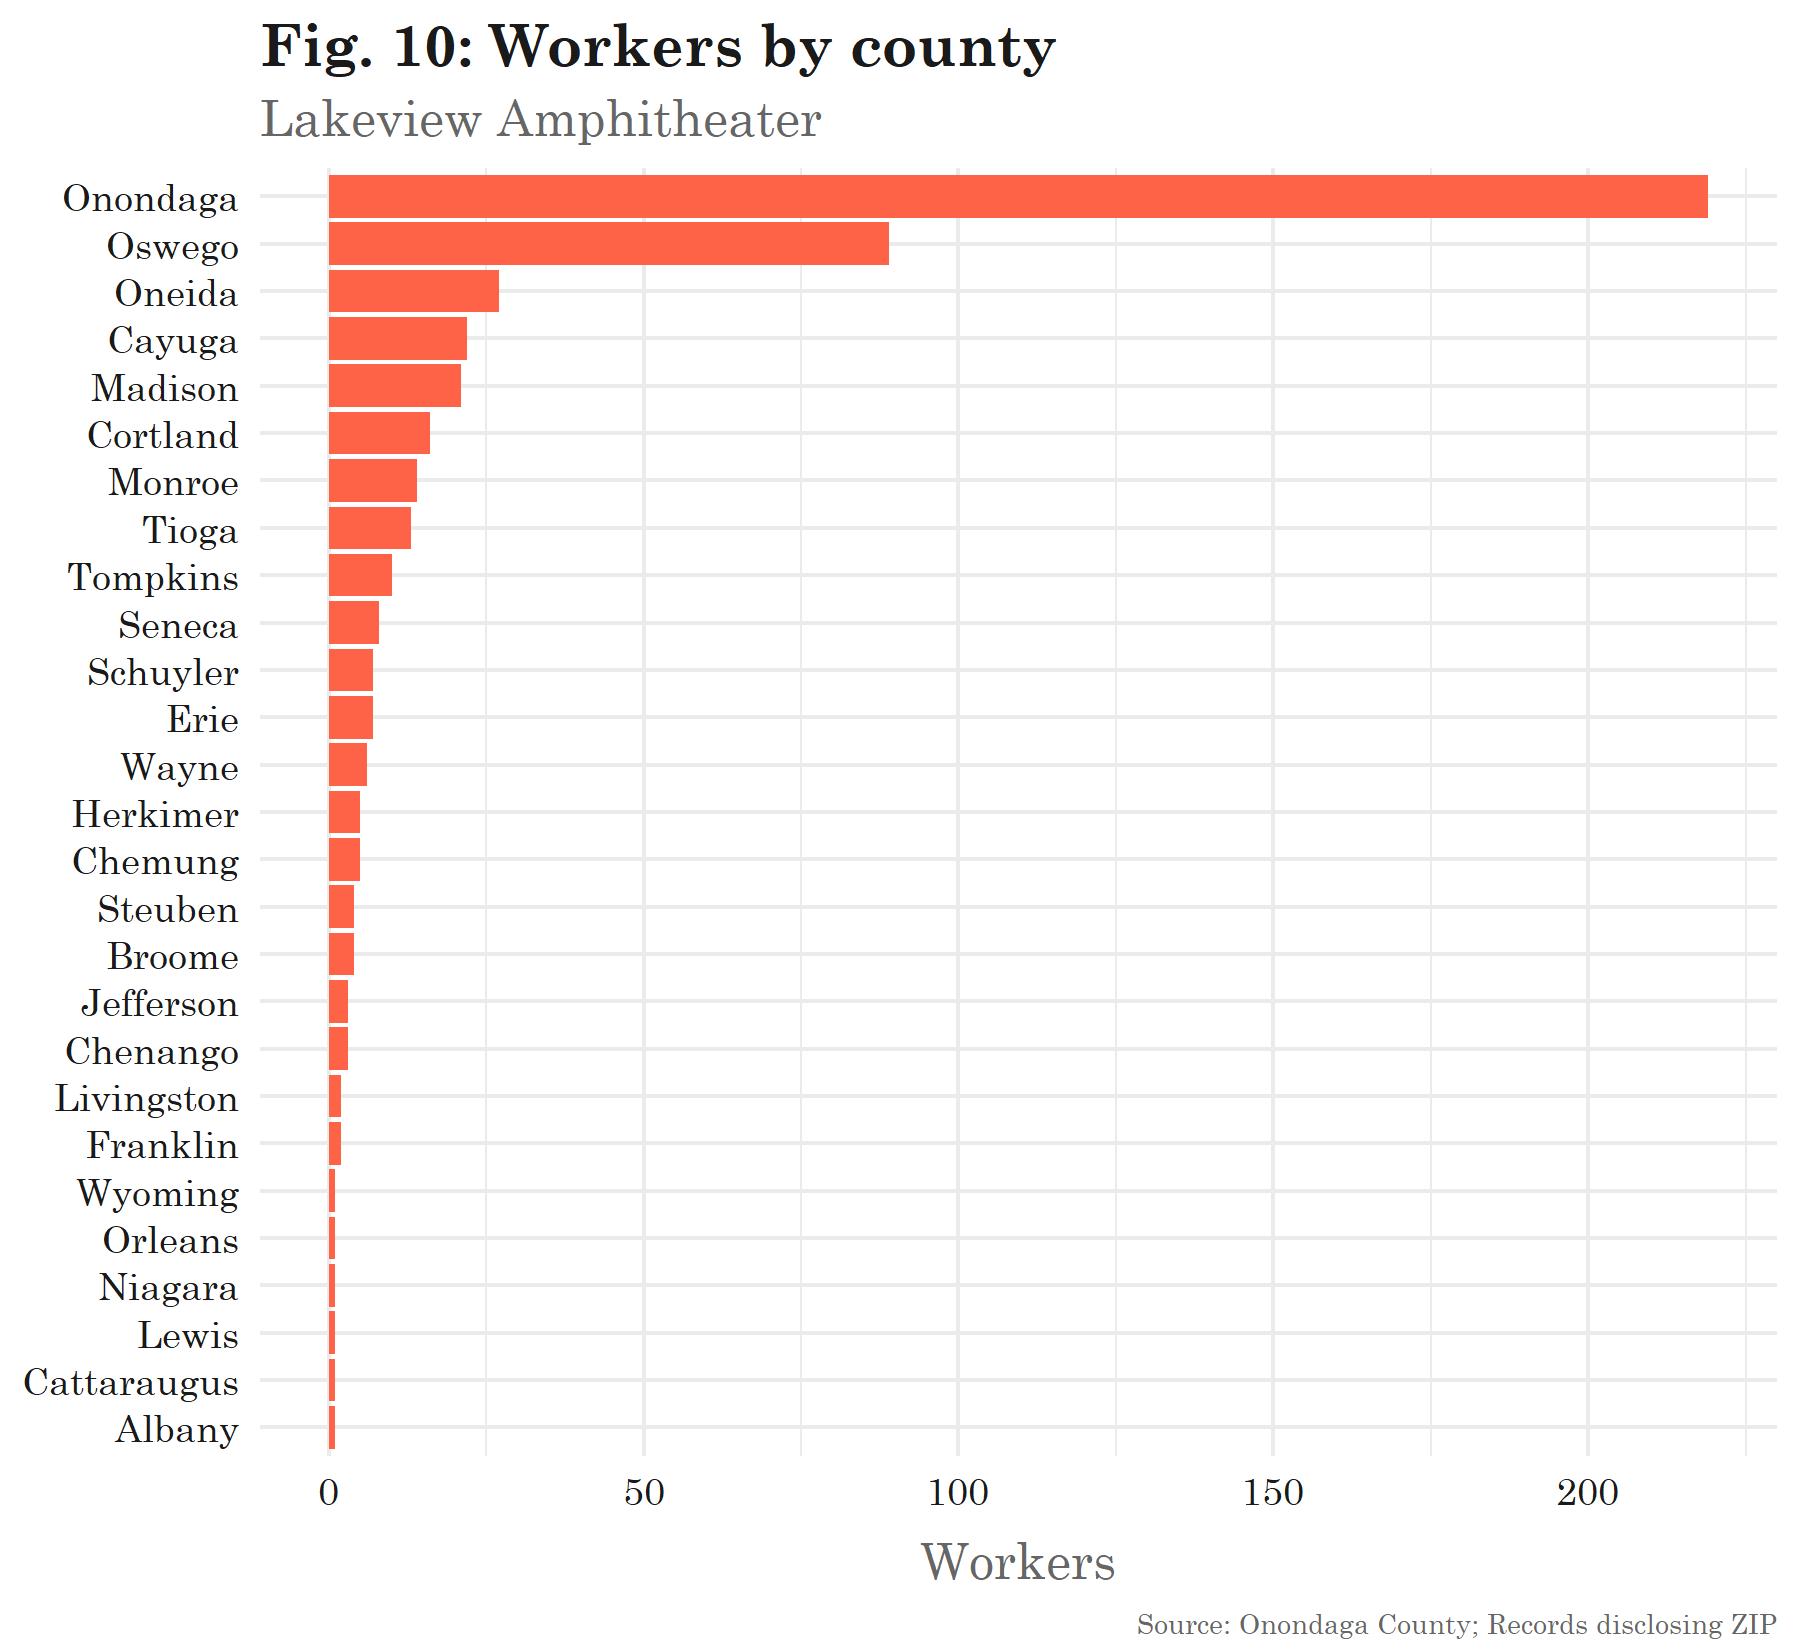 Fig. 10: Workers by county
Lakeview Amphitheater
Onondaga
Oswego
Oneida
Cayuga
Madison
Cortland
Monroe
Tioga
Tompkins
Seneca
Schuyler
Erie
Wayne
Herkimer
Chemung
Steuben
Broome
Jefferson
Chenango
Livingston
Franklin
Wyoming
Orleans
Niagara
Lewis
Cattaraugus
Albany
0 50 100 150 200
Workers
Source: Onondaga County; Records disclosing ZIP